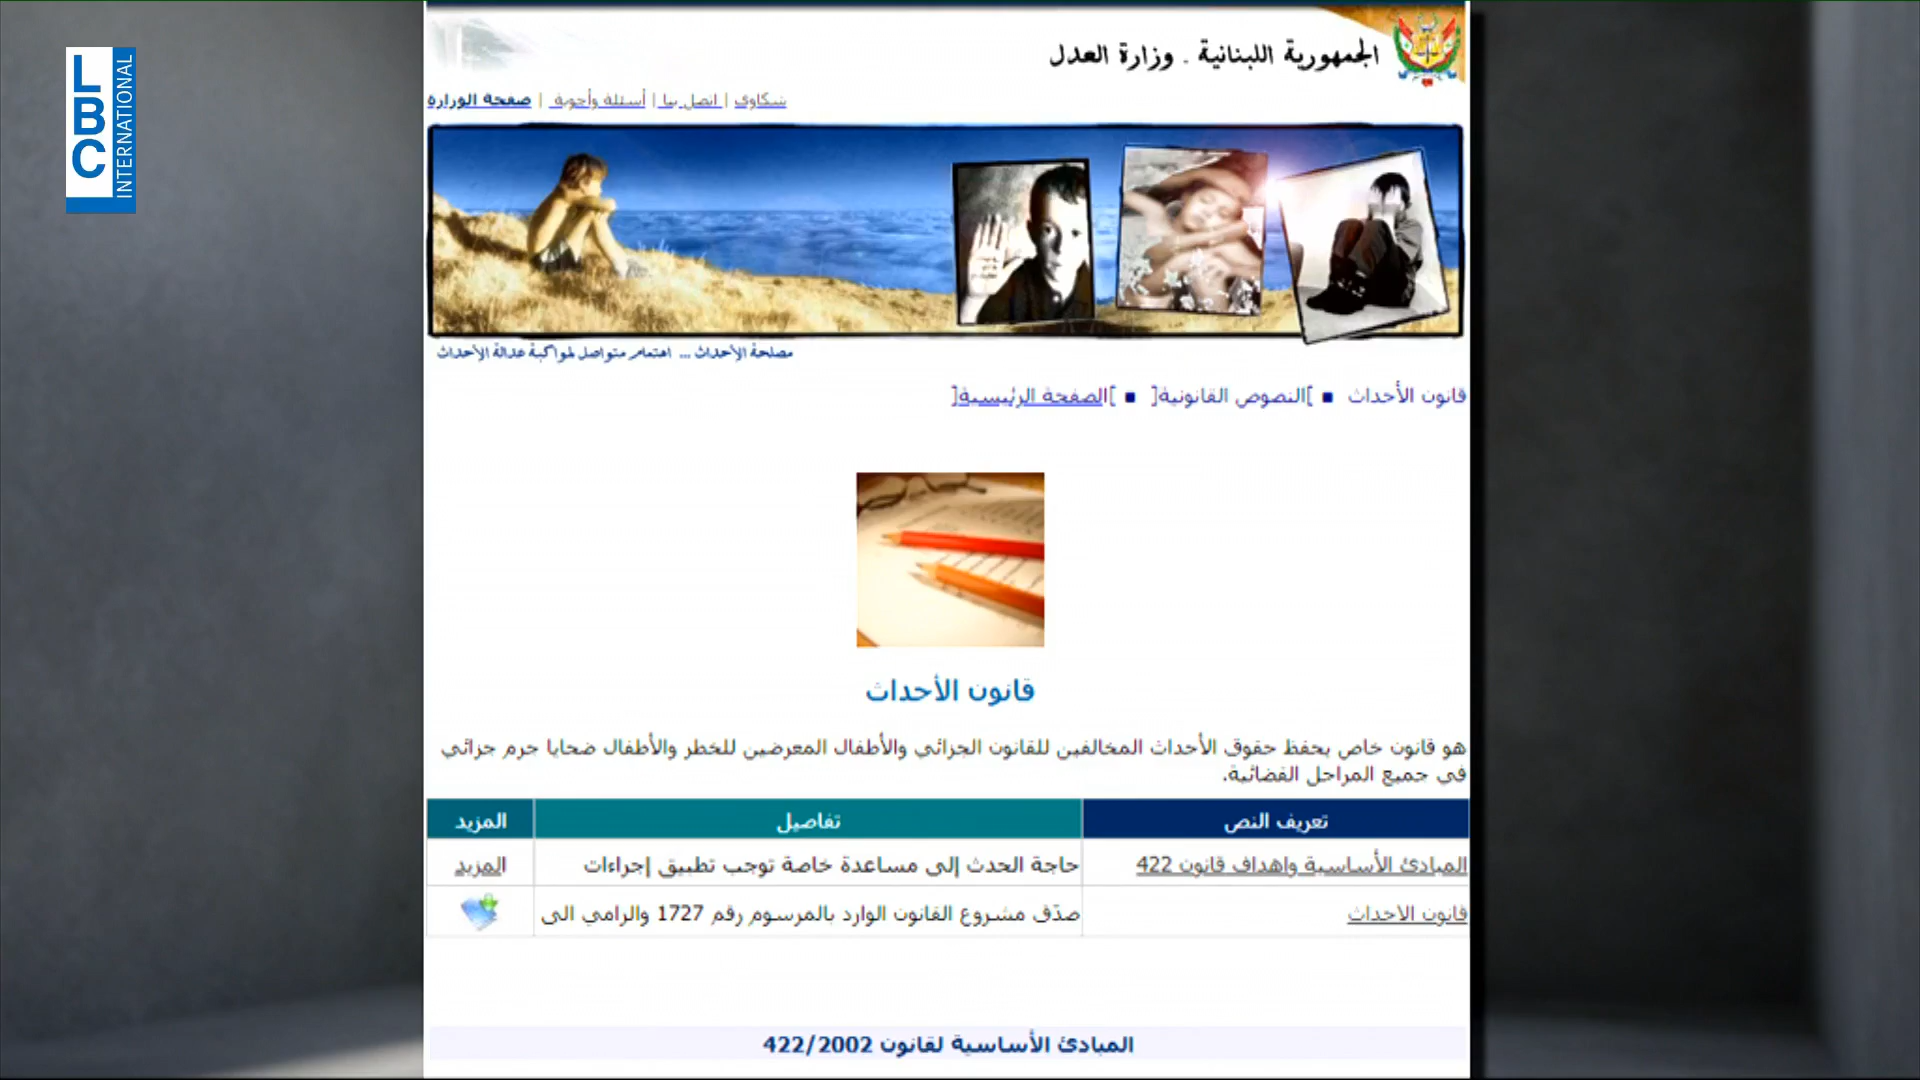 LBC
INTERNATIONAL
الجمهورية اللبنانية . وزارة العدل
صفحة الوزارة | أسئلة وأجوبة | اتصل بنا | شكاوى
مصلحة الأحداث ... اهتمام متواصل لمواكبة عدالة الأحداث
قانون الأحداث ■ ]النصوص القانونية[ ■ ]الصفحة الرئيسية[
قانون الأحداث
هو قانون خاص يحفظ حقوق الأحداث المخالفين للقانون الجزائي والأطفال المعرضين للخطر والأطفال ضحايا جرم جزائي
في جميع المراحل القضائية.
تعريف النص تفاصيل المزيد
المبادئ الأساسية واهداف قانون 422 حاجة الحدث إلى مساعدة خاصة توجب تطبيق إجراءات المزيد
قانون الاحداث صدّق مشروع القانون الوارد بالمرسوم رقم 1727 والرامي الى
المبادئ الأساسية لقانون 422/2002